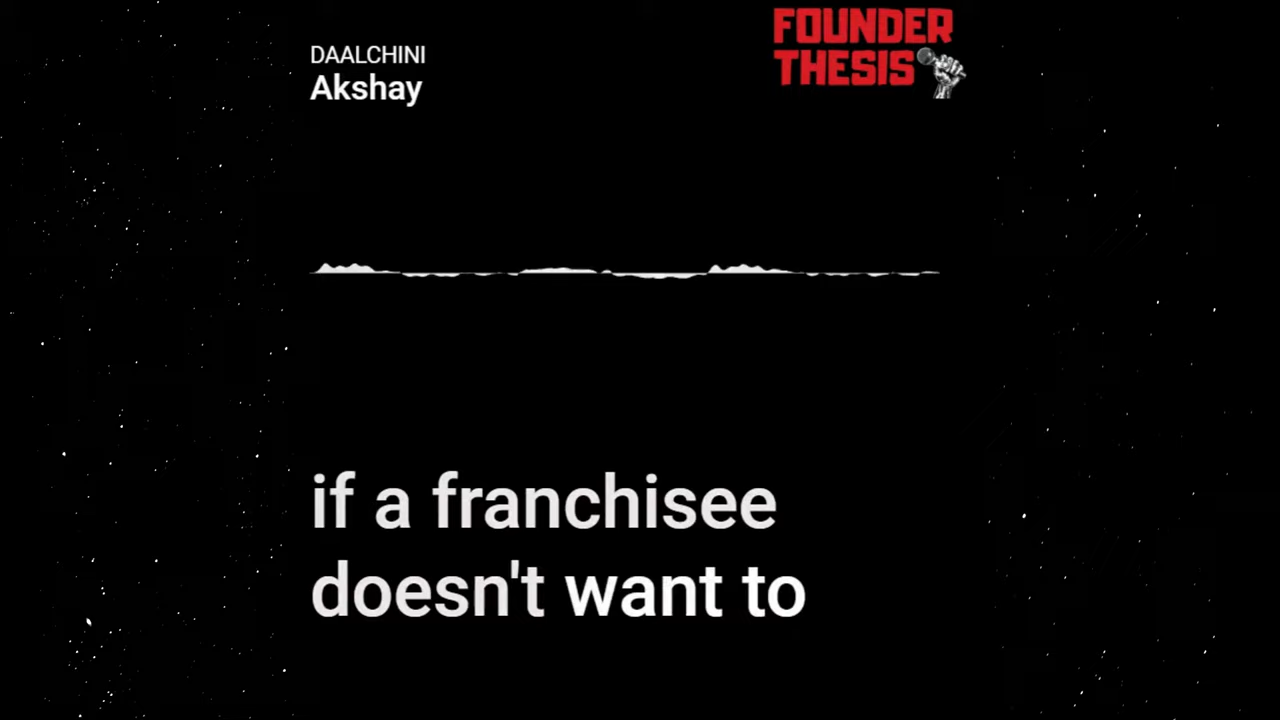 DAALCHINI
Akshay
FOUNDER
THESIS
if a franchisee
doesn't want to